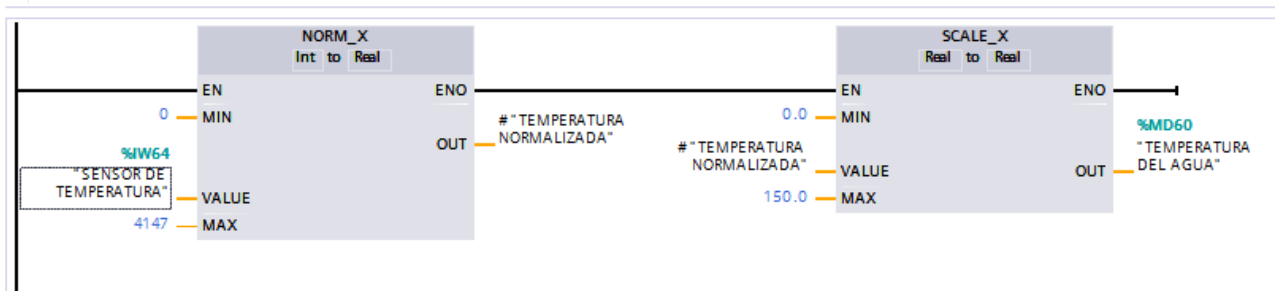 NORM_X
Int to Real
EN
ENO
0
MIN
#"TEMPERATURA
NORMALIZADA"
OUT
%IW64
"SENSOR DE
TEMPERATURA"
VALUE
4147
MAX
SCALE_X
Real to Real
EN
ENO
0.0
MIN
%MD60
"TEMPERATURA
DEL AGUA"
OUT
#"TEMPERATURA
NORMALIZADA"
VALUE
150.0
MAX